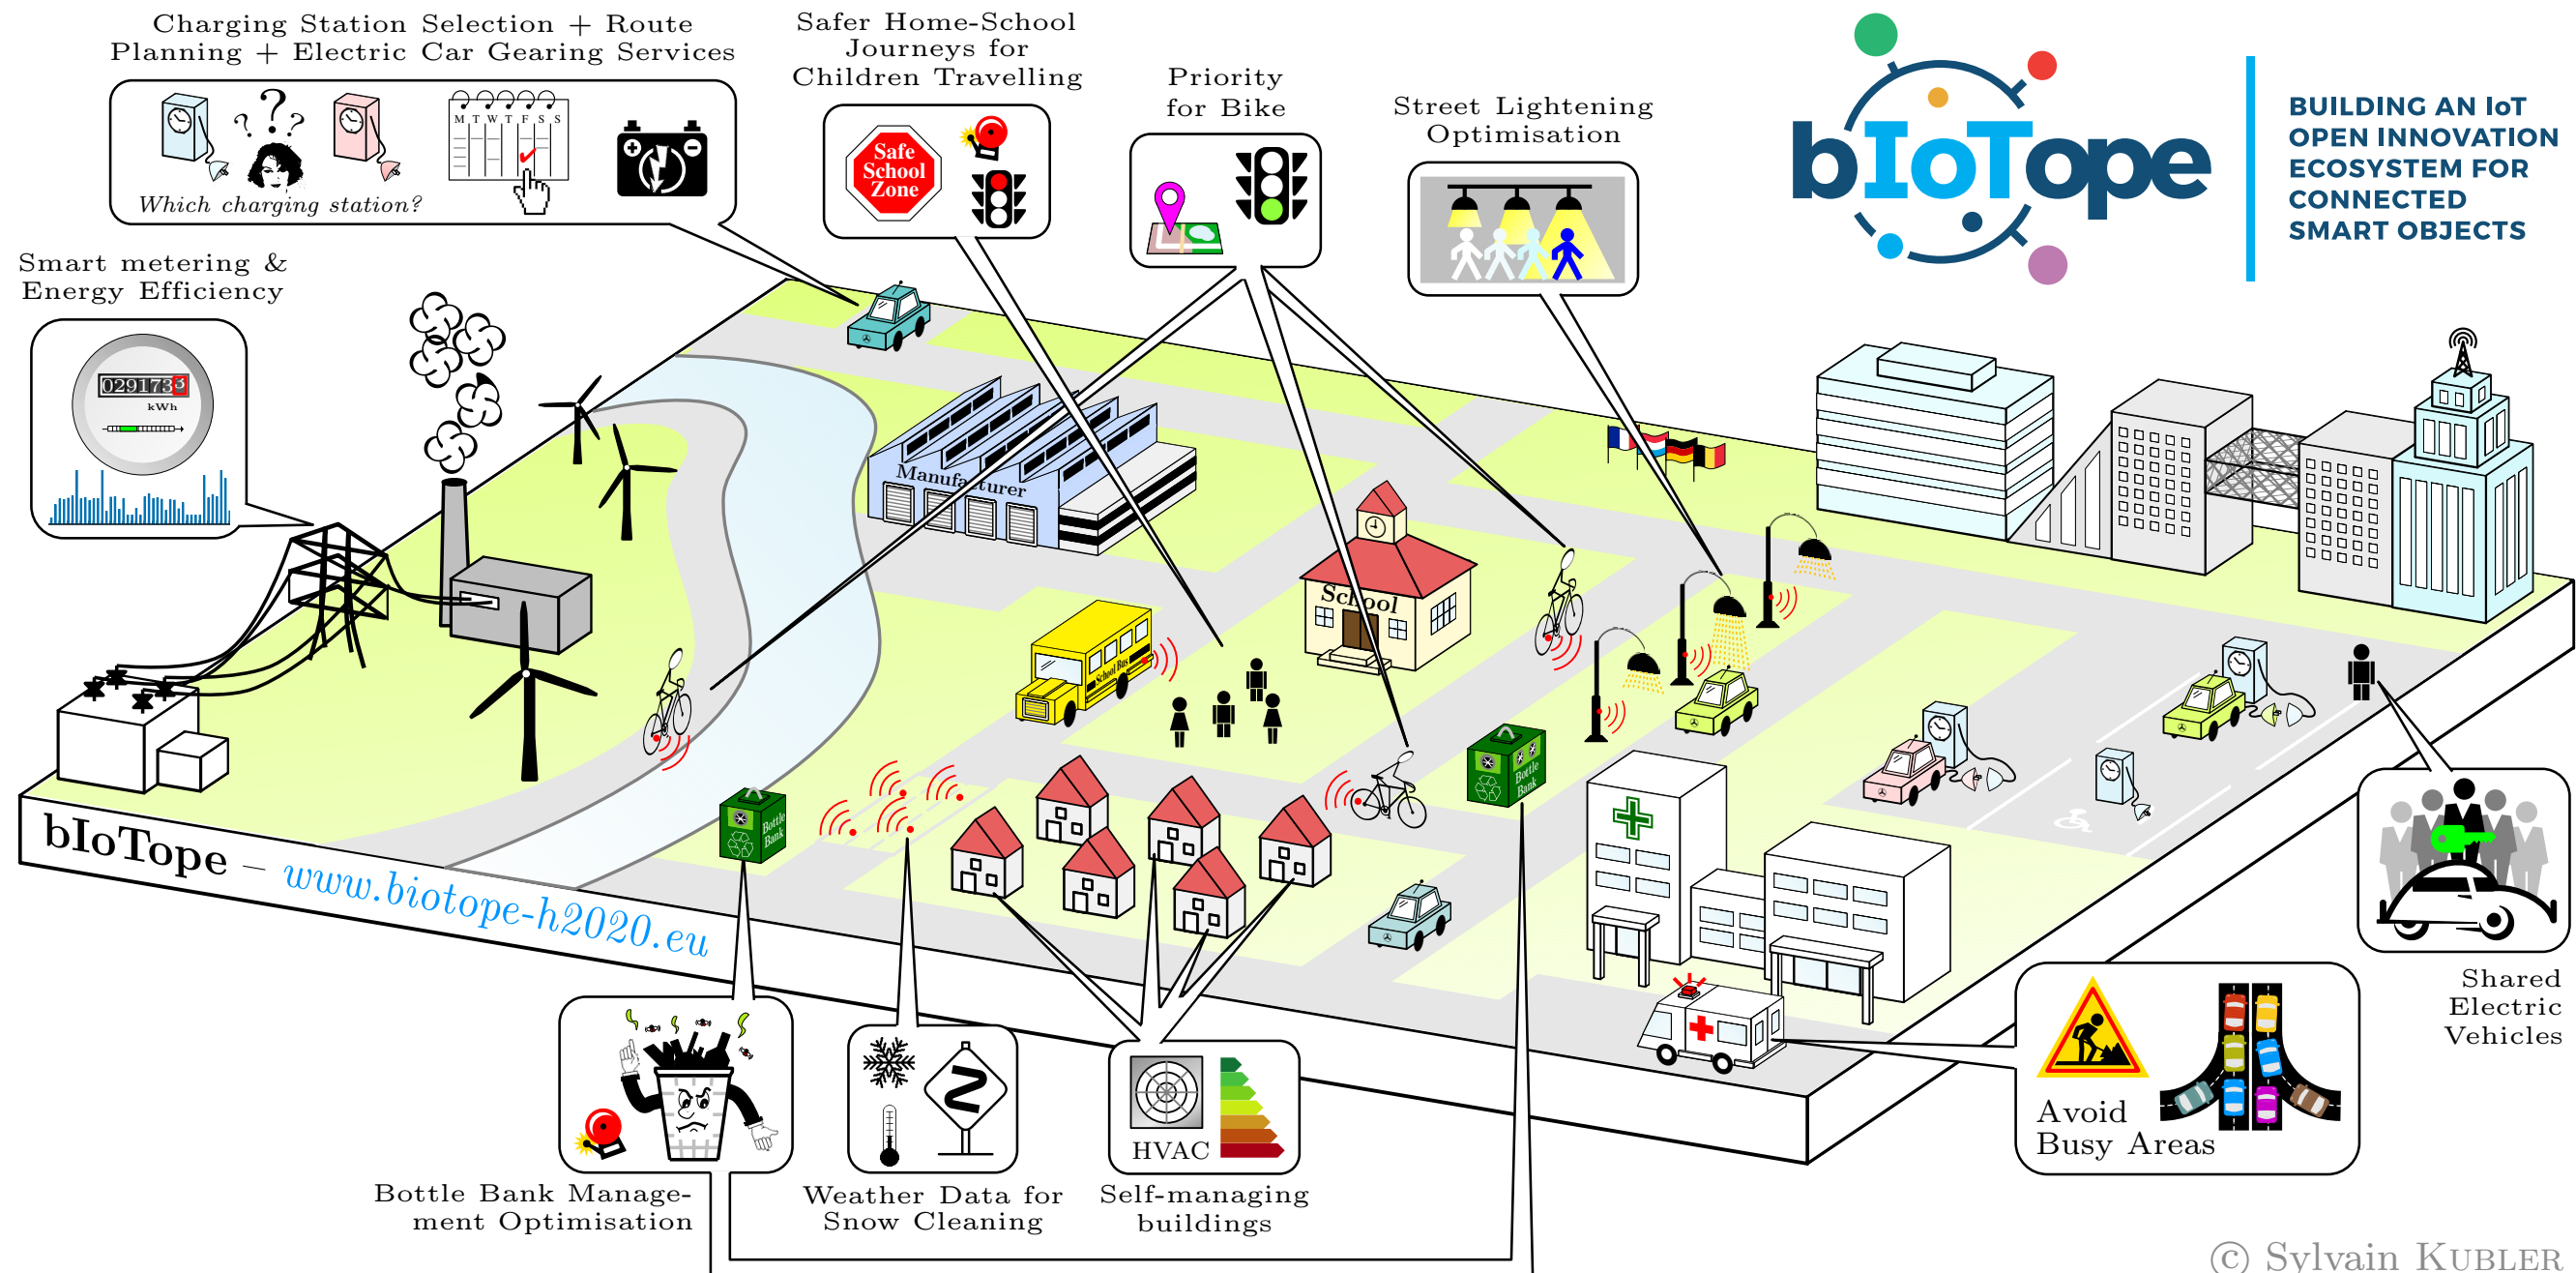 Charging Station Selection + Route
Planning + Electric Car Gearing Services
? ? ?
M T W T F S S
Which charging station?
Safer Home-School
Journeys for
Children Travelling
Safe
School
Zone
Priority
for Bike
Street Lightening
Optimisation
bIoTope
BUILDING AN IoT
OPEN INNOVATION
ECOSYSTEM FOR
CONNECTED
SMART OBJECTS
Smart metering &
Energy Efficiency
0291733
kWh
Manufacturer
School
School Bus
Bottle
Bank
Bottle
Bank
bIoTope – www.biotope-h2020.eu
Shared
Electric
Vehicles
Avoid
Busy Areas
HVAC
Bottle Bank Manage-
ment Optimisation
Weather Data for
Snow Cleaning
Self-managing
buildings
© Sylvain KUBLER